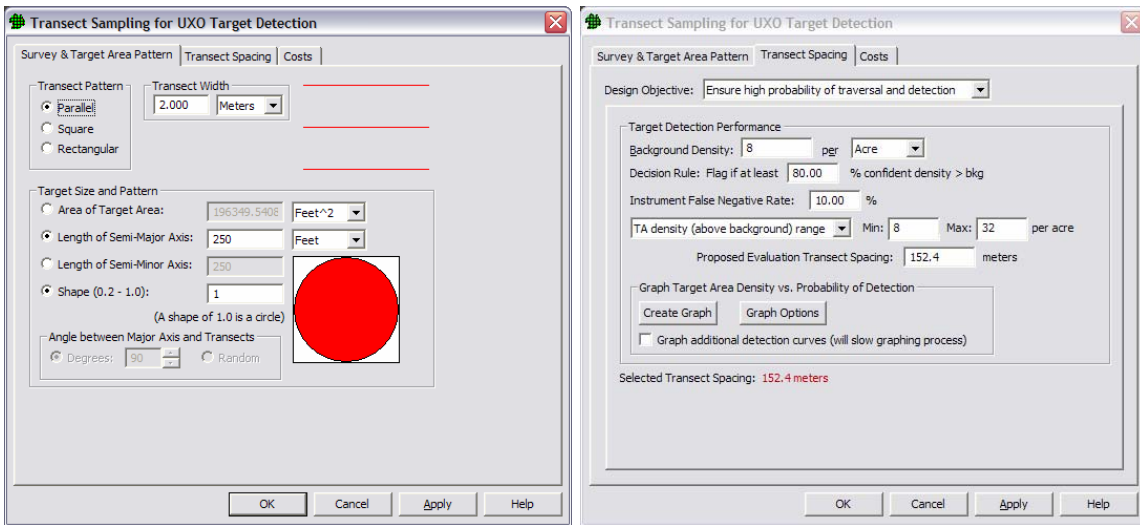 Transect Sampling for UXO Target Detection
Survey & Target Area Pattern Transect Spacing Costs
Transect Pattern
Parallel
Square
Rectangular
Transect Width
2.000 Meters
Target Size and Pattern
Area of Target Area: 196349.5408 Feet^2
Length of Semi-Major Axis: 250 Feet
Length of Semi-Minor Axis: 250
Shape (0.2 - 1.0): 1
(A shape of 1.0 is a circle)
Angle between Major Axis and Transects
Degrees: 90 Random
OK Cancel Apply Help
Transect Sampling for UXO Target Detection
Survey & Target Area Pattern Transect Spacing Costs
Design Objective: Ensure high probability of traversal and detection
Target Detection Performance
Background Density: 8 per Acre
Decision Rule: Flag if at least 80.00 % confident density > bkg
Instrument False Negative Rate: 10.00 %
TA density (above background) range Min: 8 Max: 32 per acre
Proposed Evaluation Transect Spacing: 152.4 meters
Graph Target Area Density vs. Probability of Detection
Create Graph Graph Options
Graph additional detection curves (will slow graphing process)
Selected Transect Spacing: 152.4 meters
OK Cancel Apply Help